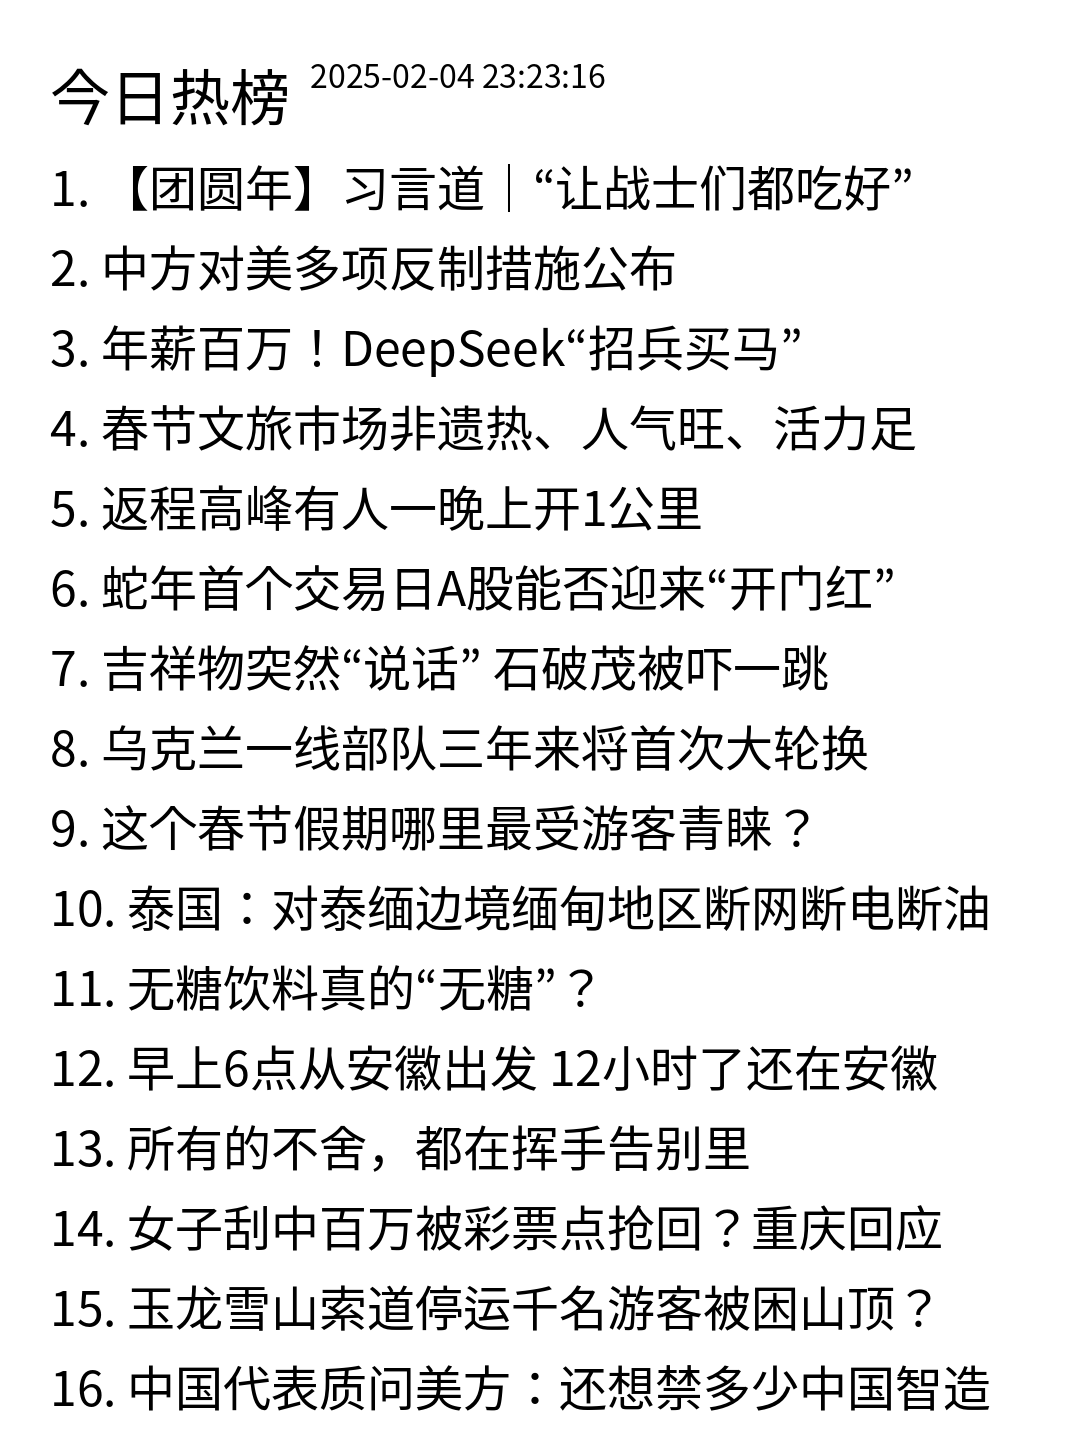 今日热榜 2025-02-04 23:23:16
1. 【团圆年】习言道｜“让战士们都吃好”
2. 中方对美多项反制措施公布
3. 年薪百万！DeepSeek“招兵买马”
4. 春节文旅市场非遗热、人气旺、活力足
5. 返程高峰有人一晚上开1公里
6. 蛇年首个交易日A股能否迎来“开门红”
7. 吉祥物突然“说话” 石破茂被吓一跳
8. 乌克兰一线部队三年来将首次大轮换
9. 这个春节假期哪里最受游客青睐？
10. 泰国：对泰缅边境缅甸地区断网断电断油
11. 无糖饮料真的“无糖”？
12. 早上6点从安徽出发 12小时了还在安徽
13. 所有的不舍，都在挥手告别里
14. 女子刮中百万被彩票点抢回？重庆回应
15. 玉龙雪山索道停运千名游客被困山顶？
16. 中国代表质问美方：还想禁多少中国智造